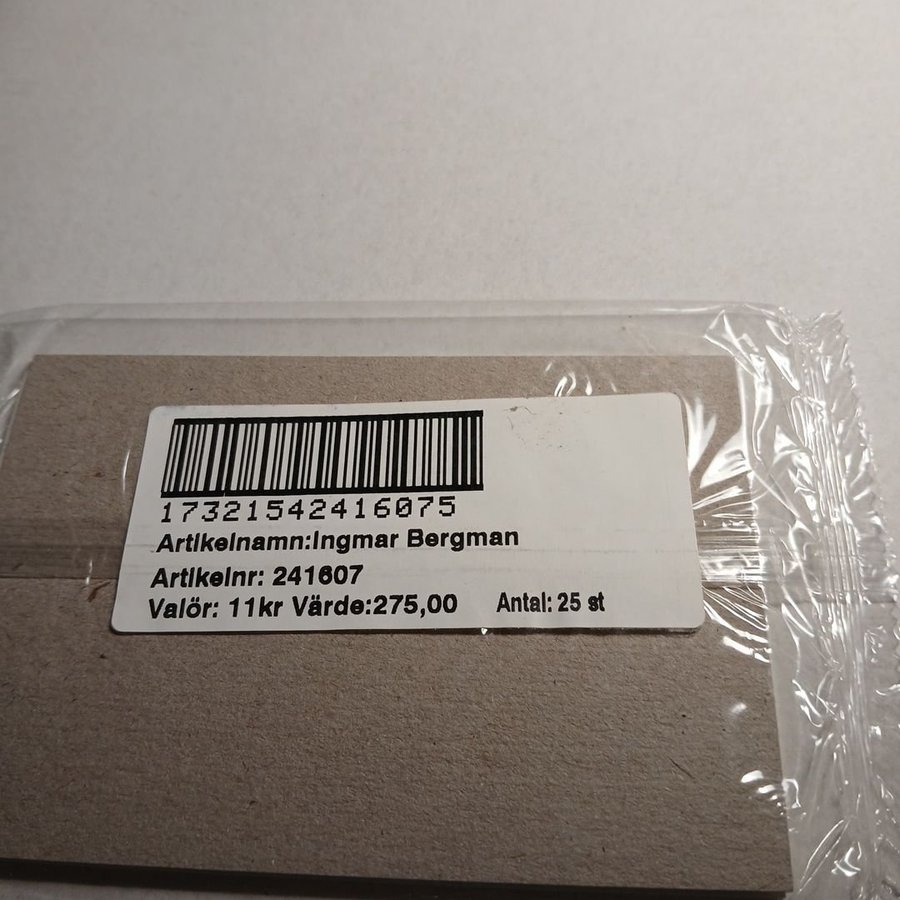 17321542416075
Artikelnamn:Ingmar Bergman
Artikelnr: 241607
Valör: 11kr Värde:275,00 Antal: 25 st